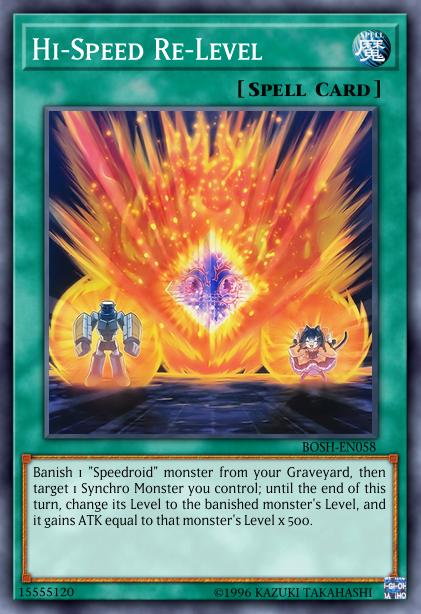 Hi-Speed Re-Level
SPELL
魔
[Spell Card]
BOSH-EN058
Banish 1 "Speedroid" monster from your Graveyard, then
target 1 Synchro Monster you control; until the end of this
turn, change its Level to the banished monster's Level, and
it gains ATK equal to that monster's Level x 500.
15555120
©1996 KAZUKI TAKAHASHI